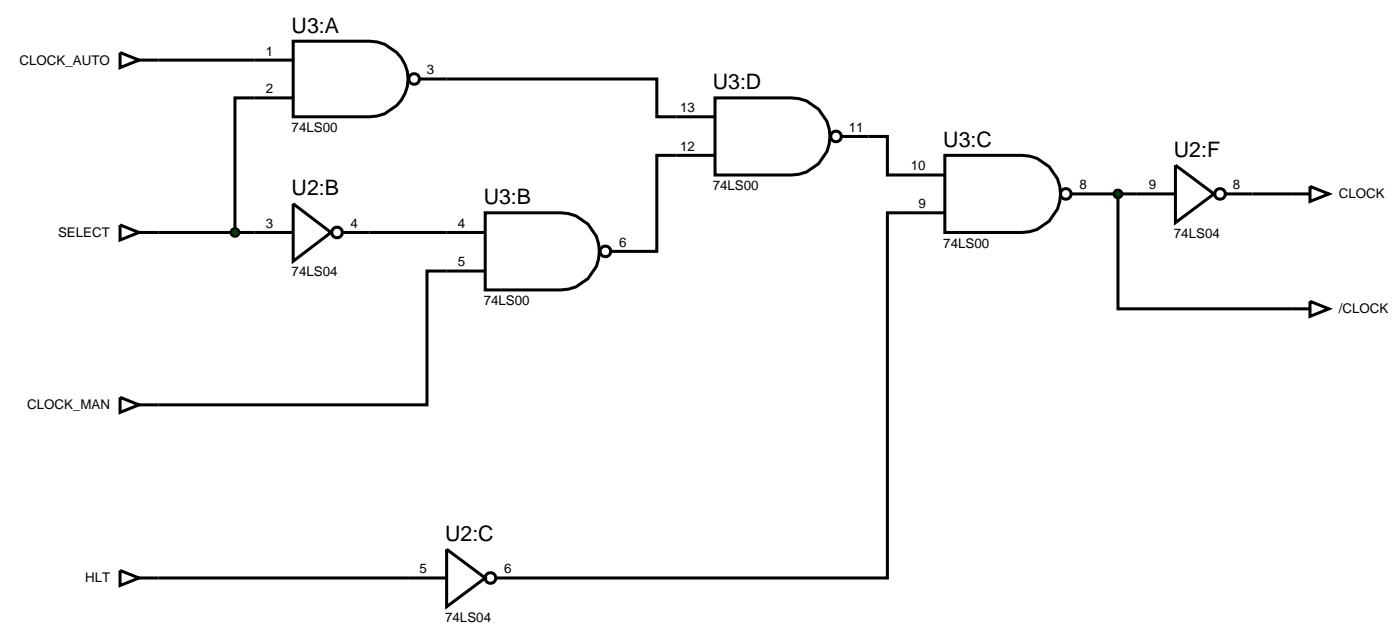 U3:A
CLOCK_AUTO
1
2
3
74LS00
U3:D
13
12
11
74LS00
U3:C
10
9
8
74LS00
U2:F
9
8
CLOCK
74LS04
U2:B
SELECT
3
4
74LS04
U3:B
4
5
6
74LS00
/CLOCK
CLOCK_MAN
U2:C
HLT
5
6
74LS04